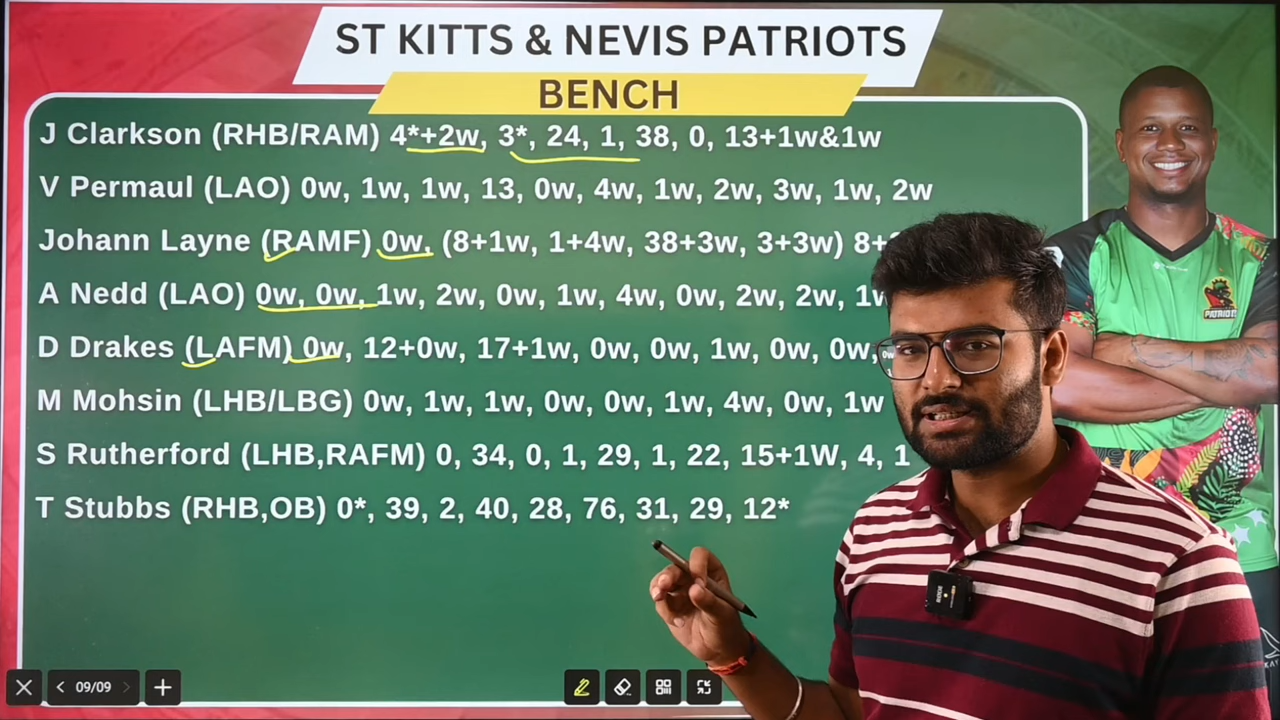 ST KITTS & NEVIS PATRIOTS
BENCH
J Clarkson (RHB/RAM) 4*+2w, 3*, 24, 1, 38, 0, 13+1w&1w
V Permaul (LAO) 0w, 1w, 1w, 13, 0w, 4w, 1w, 2w, 3w, 1w, 2w
Johann Layne (RAMF) 0w, (8+1w, 1+4w, 38+3w, 3+3w) 8+
A Nedd (LAO) 0w, 0w, 1w, 2w, 0w, 1w, 4w, 0w, 2w, 2w,
D Drakes (LAFM) 0w, 12+0w, 17+1w, 0w, 0w, 1w, 0w, 0w,
M Mohsin (LHB/LBG) 0w, 1w, 1w, 0w, 0w, 1w, 4w, 0w, 1w
S Rutherford (LHB,RAFM) 0, 34, 0, 1, 29, 1, 22, 15+1W, 4, 1
T Stubbs (RHB,OB) 0*, 39, 2, 40, 28, 76, 31, 29, 12*
PATRIOTS
09/09